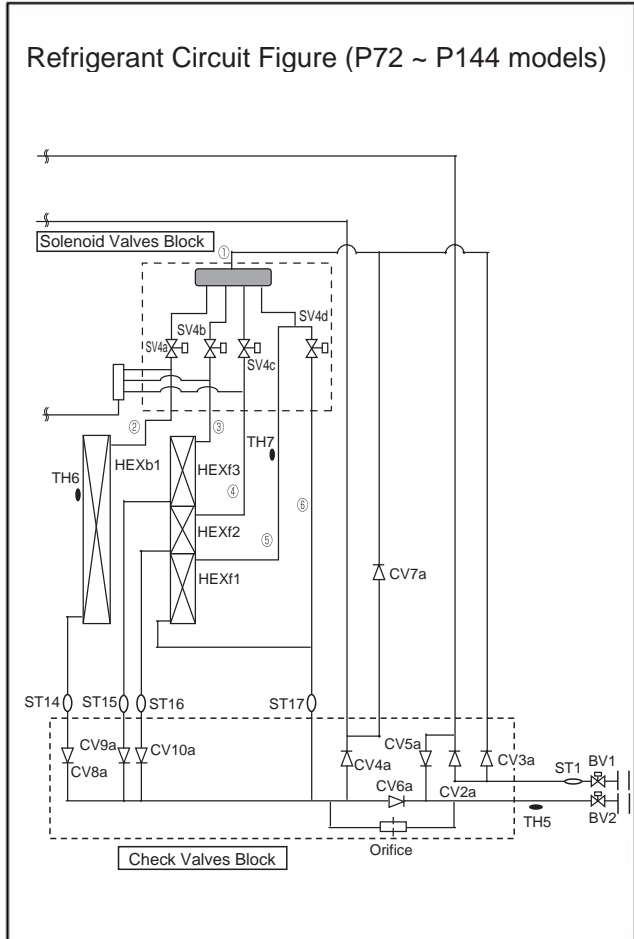 Refrigerant Circuit Figure (P72 ~ P144 models)
Solenoid Valves Block
①
SV4d
SV4b
SV4a
SV4c
②
③
TH7
HEXb1
HEXf3
TH6
④
⑥
HEXf2
⑤
CV7a
HEXf1
ST14
ST15
ST16
ST17
CV9a
CV10a
CV5a
CV8a
CV4a
CV3a
ST1
BV1
CV6a
CV2a
TH5
BV2
Orifice
Check Valves Block